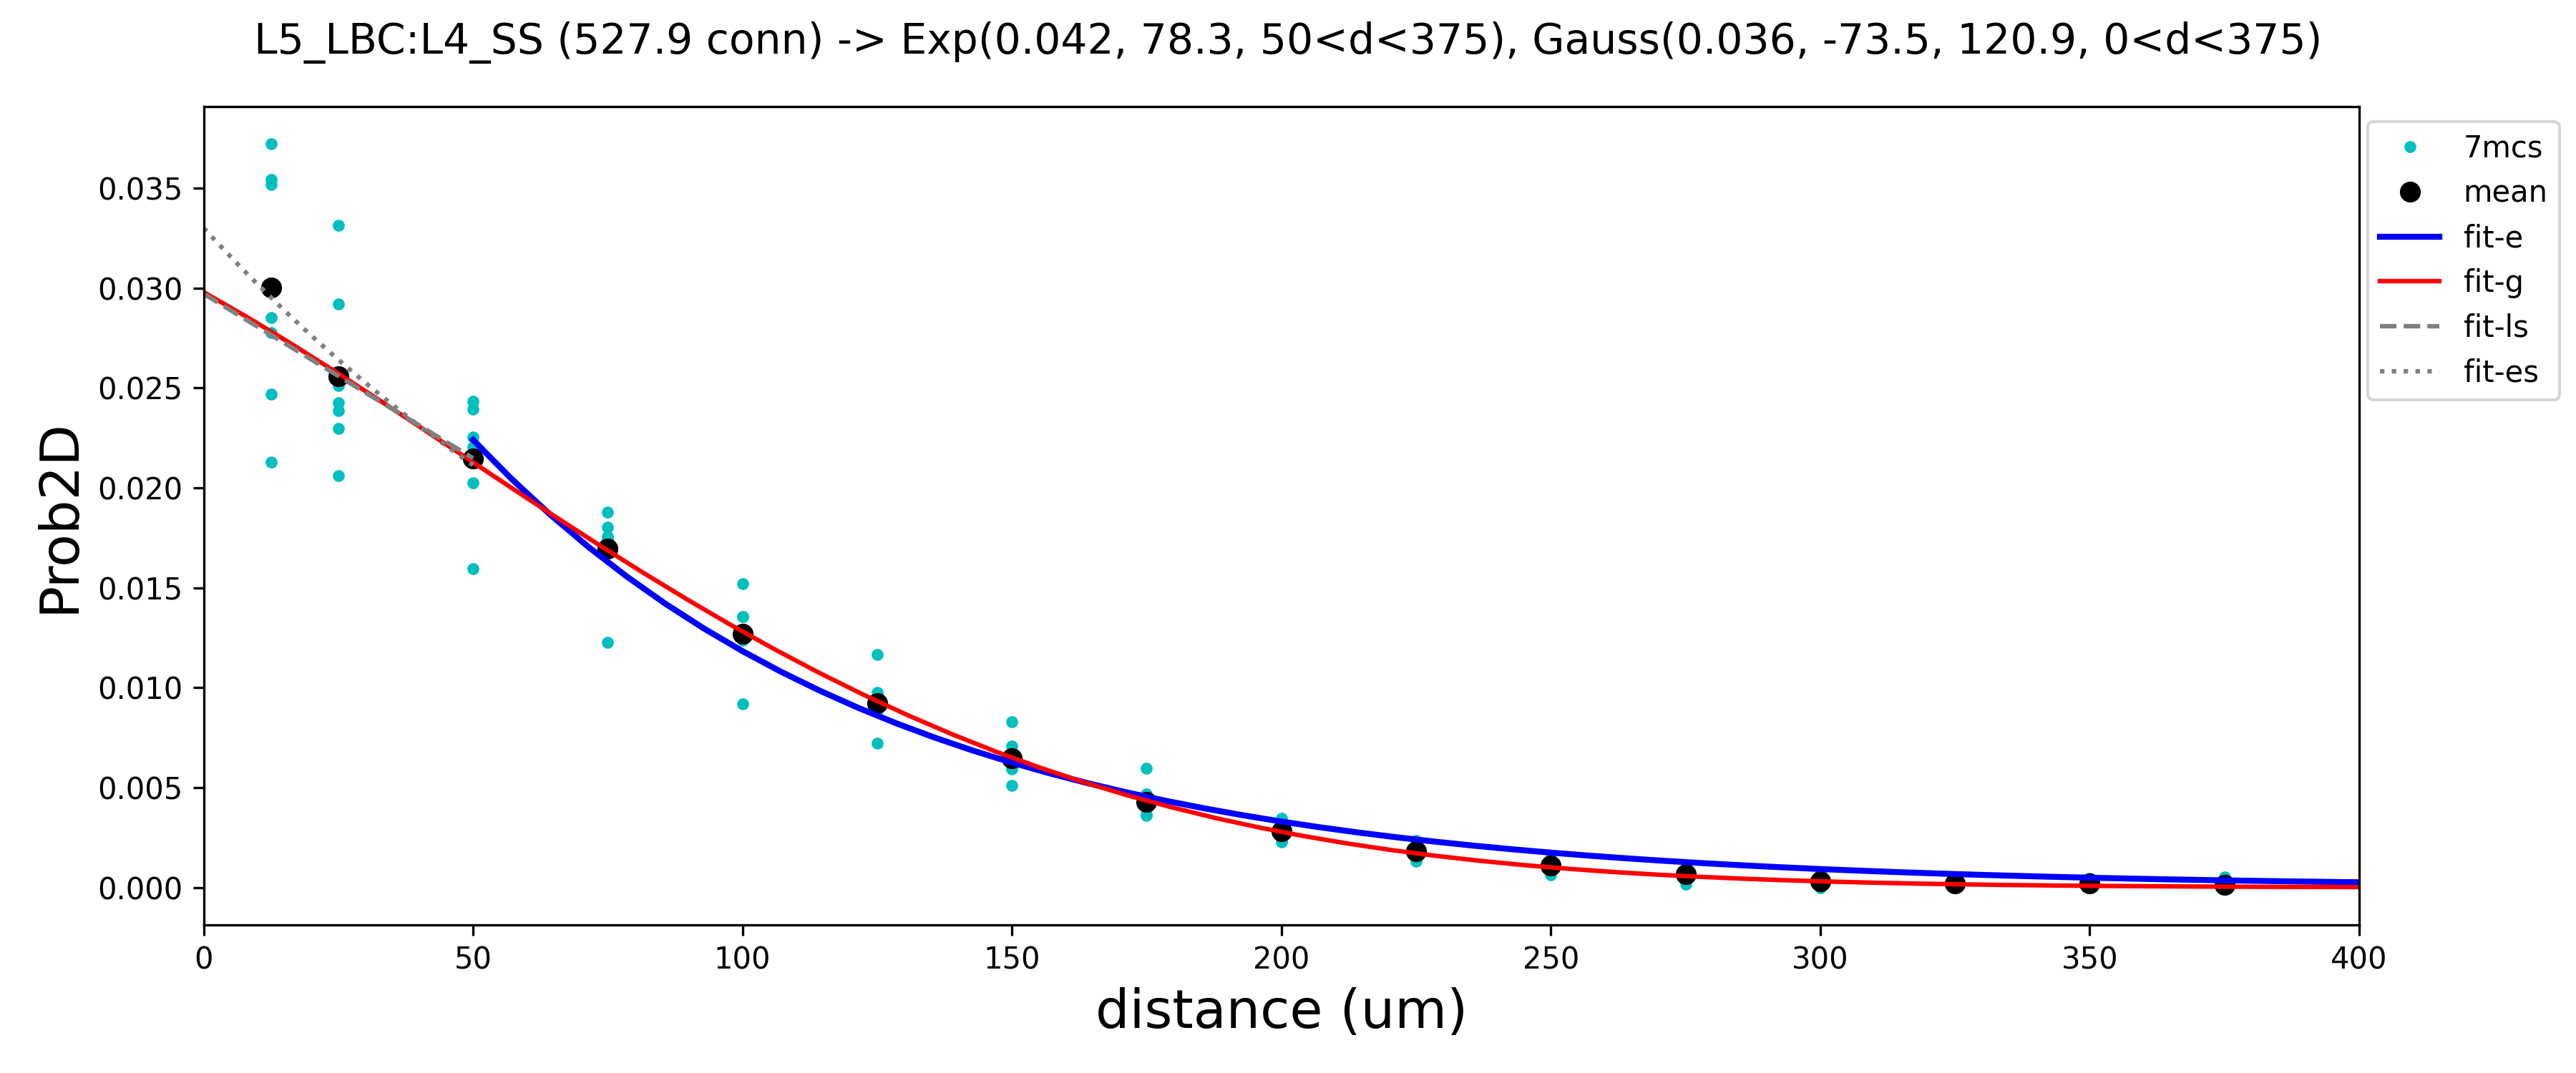 L5_LBC:L4_SS (527.9 conn) -> Exp(0.042, 78.3, 50<d<375), Gauss(0.036, -73.5, 120.9, 0<d<375)
7mcs
mean
fit-e
fit-g
fit-ls
fit-es
Prob2D
0.035
0.030
0.025
0.020
0.015
0.010
0.005
0.000
0 50 100 150 200 250 300 350 400
distance (um)